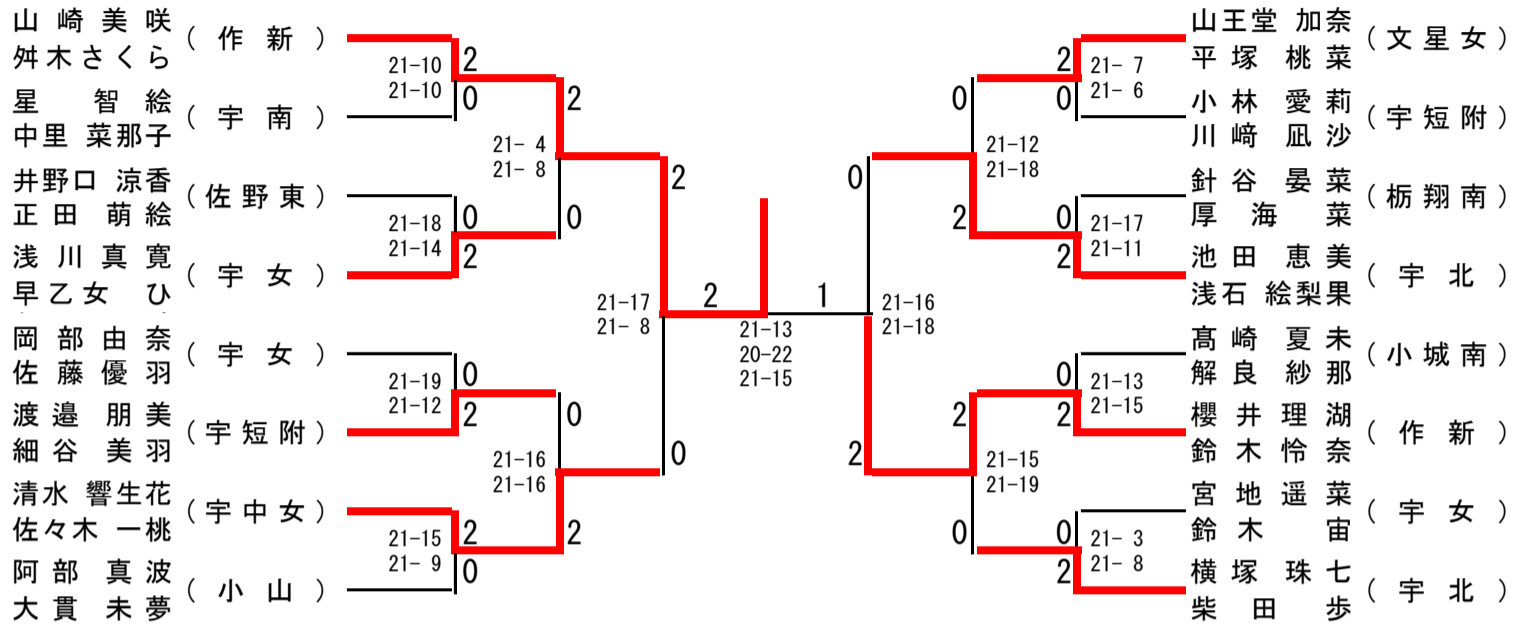 山崎美咲
舛木さくら
(作新)
21-10
21-10
2
0
星智絵
中里菜那子
(宇南)
2
21- 4
21- 8
0
井野口涼香
正田萌絵
(佐野東)
21-18
21-14
0
2
浅川真寛
早乙女ひ
(宇女)
2
21-17
21- 8
0
岡部由奈
佐藤優羽
(宇女)
21-19
21-12
0
2
渡邉朋美
細谷美羽
(宇短附)
0
21-16
21-16
2
清水響生花
佐々木一桃
(宇中女)
21-15
21- 9
2
0
阿部真波
大貫未夢
(小山)
2
1
21-13
20-22
21-15
山王堂加奈
平塚桃菜
(文星女)
2
0
21- 7
21- 6
小林愛莉
川﨑凪沙
(宇短附)
0
2
21-12
21-18
針谷晏菜
厚海菜
(栃翔南)
0
2
21-17
21-11
池田恵美
浅石絵梨果
(宇北)
0
2
21-16
21-18
髙崎夏未
解良紗那
(小城南)
0
2
21-13
21-15
櫻井理湖
鈴木怜奈
(作新)
2
0
21-15
21-19
宮地遥菜
鈴木宙
(宇女)
0
2
21- 3
21- 8
横塚珠七
柴田歩
(宇北)